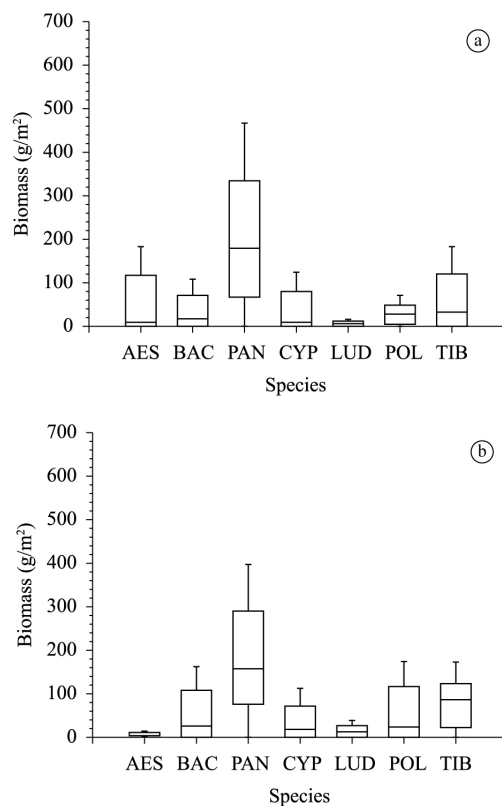 700
a
600
500
400
300
200
100
0
Biomass (g/m²)
AES BAC PAN CYP LUD POL TIB
Species
700
b
600
500
400
300
200
100
0
Biomass (g/m²)
AES BAC PAN CYP LUD POL TIB
Species